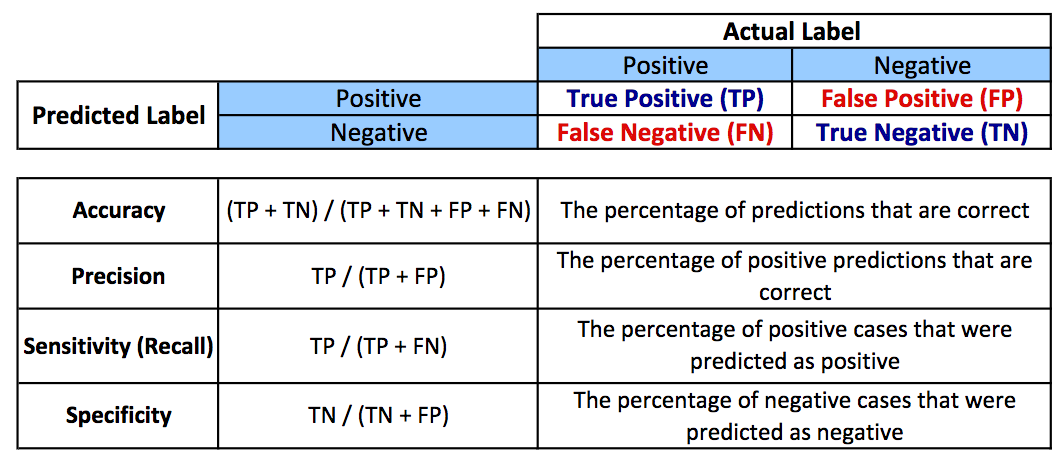 Actual Label
Positive Negative
Predicted Label Positive True Positive (TP) False Positive (FP)
Negative False Negative (FN) True Negative (TN)
Accuracy (TP + TN) / (TP + TN + FP + FN) The percentage of predictions that are correct
Precision TP / (TP + FP) The percentage of positive predictions that are
correct
Sensitivity (Recall) TP / (TP + FN) The percentage of positive cases that were
predicted as positive
Specificity TN / (TN + FP) The percentage of negative cases that were
predicted as negative